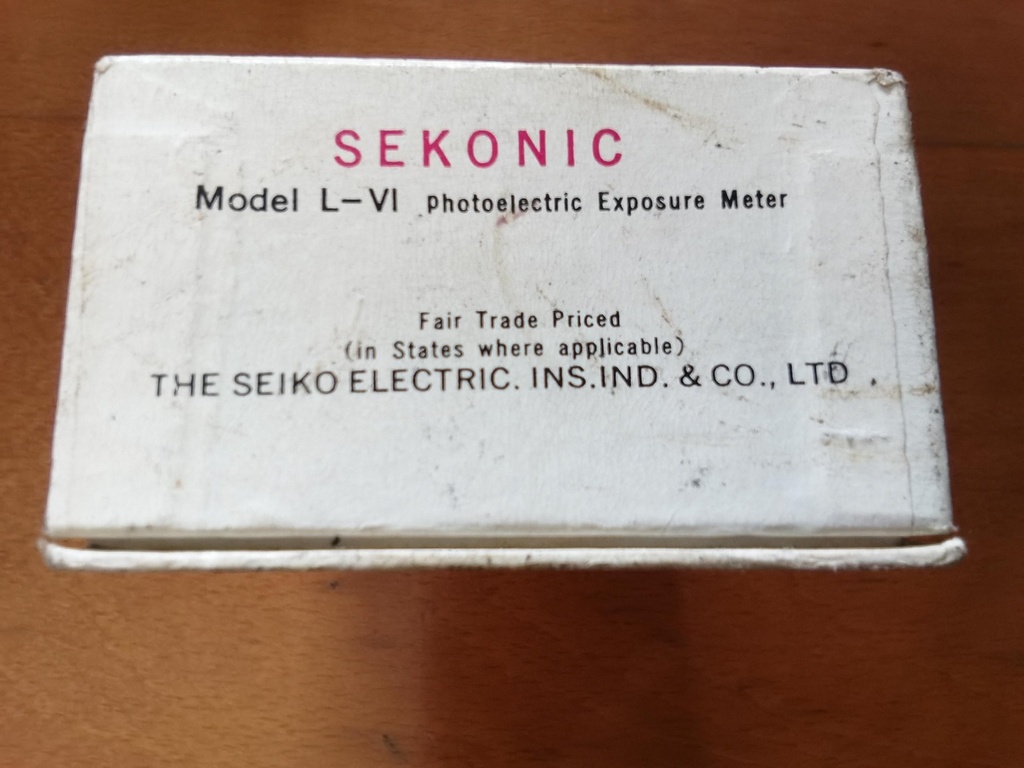 SEKONIC
Model L-VI Photoelectric Exposure Meter
Fair Trade Priced
(in States where applicable)
THE SEIKO ELECTRIC. INS.IND. & CO., LTD.